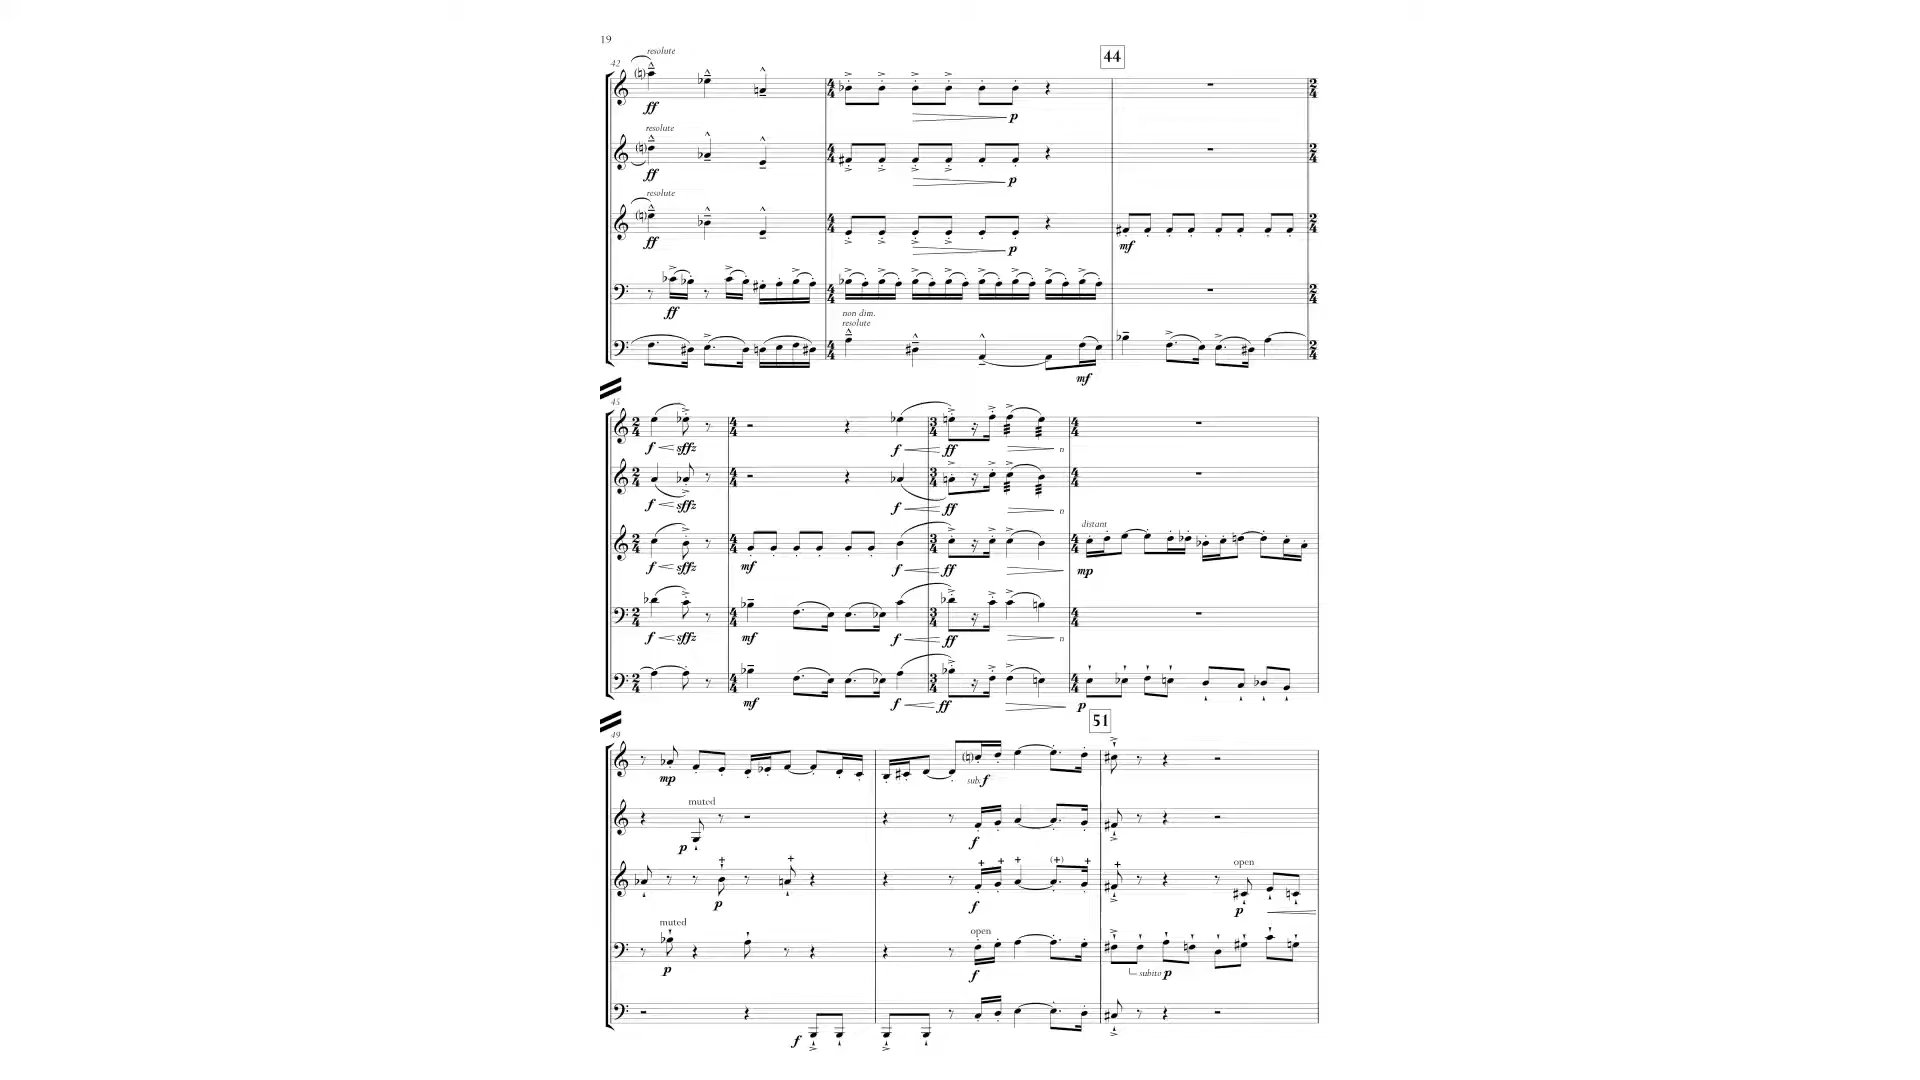 19
resolute
44
42
ff
p
resolute
ff
p
resolute
ff
p
mf
ff
non dim.
resolute
mf
45
f sffz f ff n
f sffz f ff n
distant
f sffz mf f ff mp
f sffz mf f ff n
mf f ff p
51
49
mp sub. f
muted
p f
open
p f p
muted open
p f subito p
f